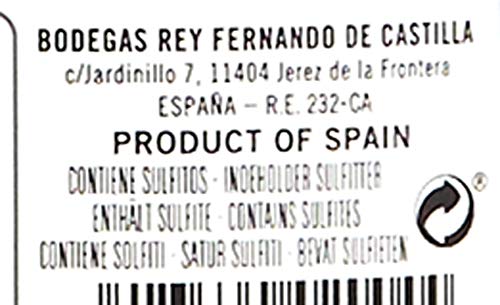 BODEGAS REY FERNANDO DE CASTILLA
c/Jardinillo 7, 11404 Jerez de la Frontera
ESPAÑA – R.E. 232-CA
PRODUCT OF SPAIN
CONTIENE SULFITOS · INDEHOLDER SULFITTER
ENTHÄLT SULFITE · CONTAINS SULFITES
CONTIENE SOLFITI · SATUR SULFITI · BEVAT SULFIETEN
®